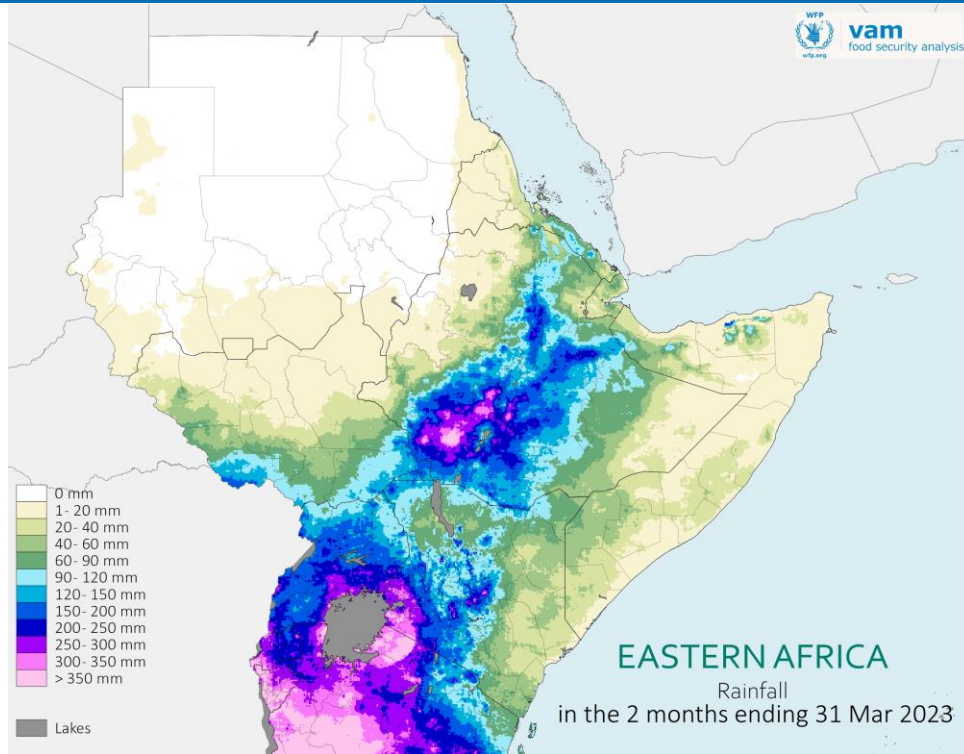 WFP
wfp.org
vam
food security analysis
0 mm
1- 20 mm
20- 40 mm
40- 60 mm
60- 90 mm
90- 120 mm
120- 150 mm
150- 200 mm
200- 250 mm
250- 300 mm
300- 350 mm
> 350 mm
Lakes
EASTERN AFRICA
Rainfall
in the 2 months ending 31 Mar 2023